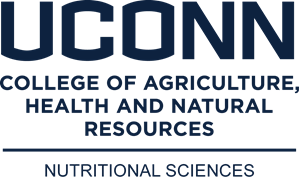 UCONN
COLLEGE OF AGRICULTURE,
HEALTH AND NATURAL
RESOURCES
NUTRITIONAL SCIENCES